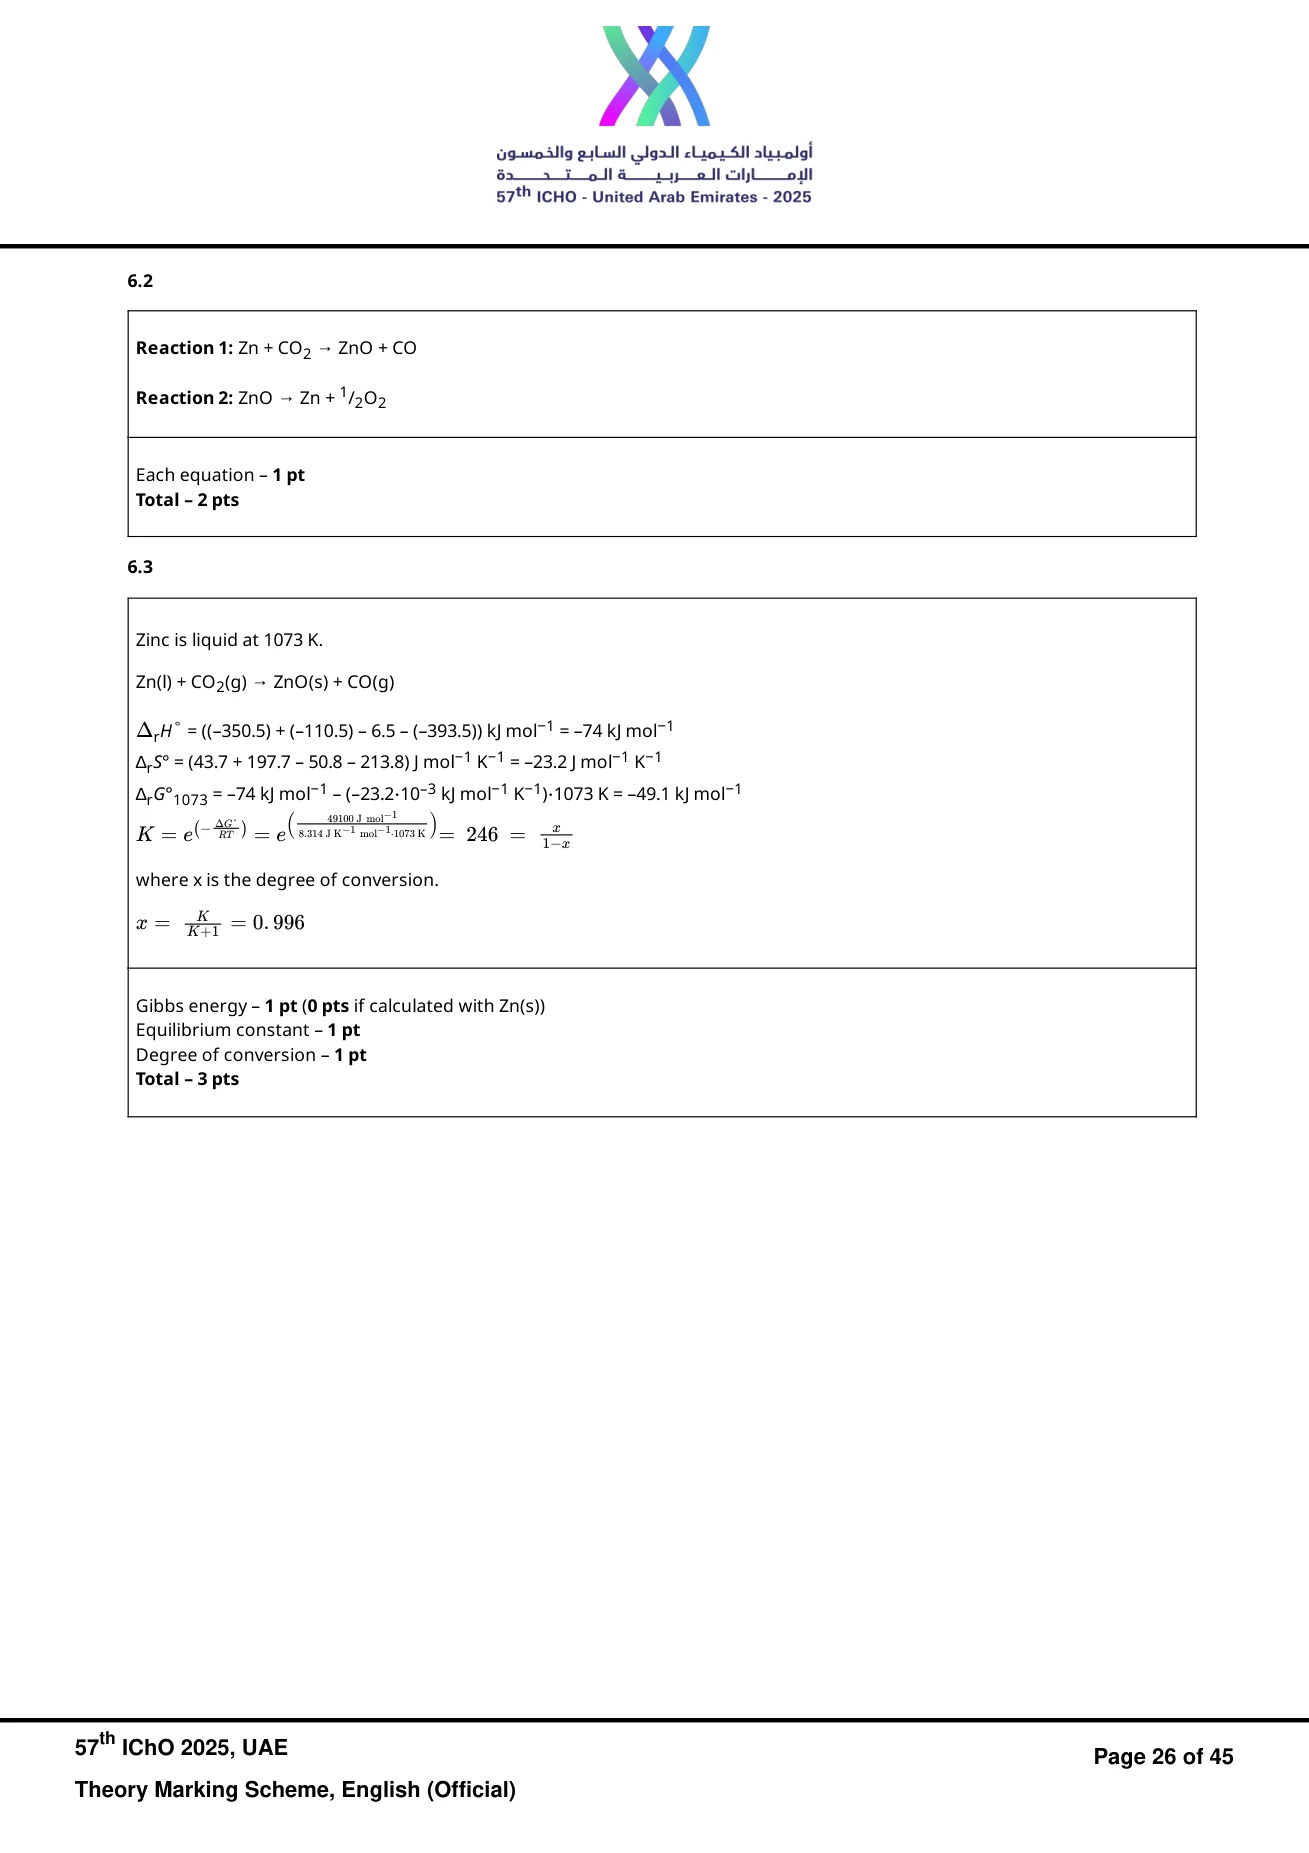 أولمبياد الكيمياء الدولي السابع والخمسون
الإمـــارات العـــربيـــة المـــتـــحـــدة
57th ICHO - United Arab Emirates - 2025
6.2
Reaction 1: Zn + CO₂ → ZnO + CO
Reaction 2: ZnO → Zn + ¹/₂O₂
Each equation – 1 pt
Total – 2 pts
6.3
Zinc is liquid at 1073 K.
Zn(l) + CO₂(g) → ZnO(s) + CO(g)
ΔᵣH° = ((–350.5) + (–110.5) – 6.5 – (–393.5)) kJ mol⁻¹ = –74 kJ mol⁻¹
ΔᵣS° = (43.7 + 197.7 – 50.8 – 213.8) J mol⁻¹ K⁻¹ = –23.2 J mol⁻¹ K⁻¹
ΔᵣG°₁₀₇₃ = –74 kJ mol⁻¹ – (–23.2·10⁻³ kJ mol⁻¹ K⁻¹)·1073 K = –49.1 kJ mol⁻¹
K = e^(−ΔG°/RT) = e^(49100 J mol⁻¹ / 8.314 J K⁻¹ mol⁻¹·1073 K) = 246 = x/(1−x)
where x is the degree of conversion.
x = K/(K+1) = 0.996
Gibbs energy – 1 pt (0 pts if calculated with Zn(s))
Equilibrium constant – 1 pt
Degree of conversion – 1 pt
Total – 3 pts
57th IChO 2025, UAE
Page 26 of 45
Theory Marking Scheme, English (Official)